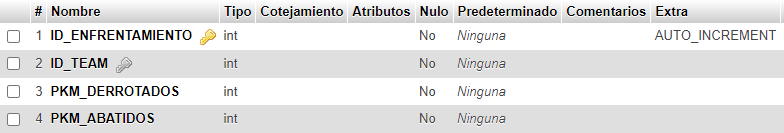 # Nombre Tipo Cotejamiento Atributos Nulo Predeterminado Comentarios Extra
1 ID_ENFRENTAMIENTO int No Ninguna AUTO_INCREMENT
2 ID_TEAM int No Ninguna
3 PKM_DERROTADOS int No Ninguna
4 PKM_ABATIDOS int No Ninguna